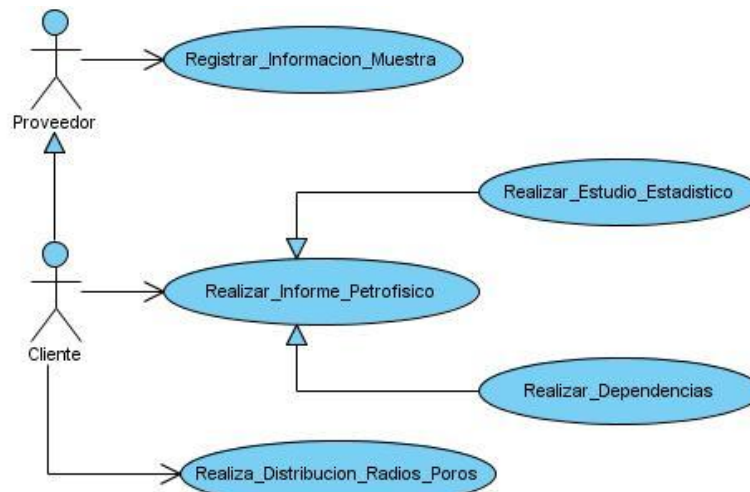 Registrar_Informacion_Muestra
Proveedor
Realizar_Estudio_Estadistico
Realizar_Informe_Petrofisico
Cliente
Realizar_Dependencias
Realiza_Distribucion_Radios_Poros